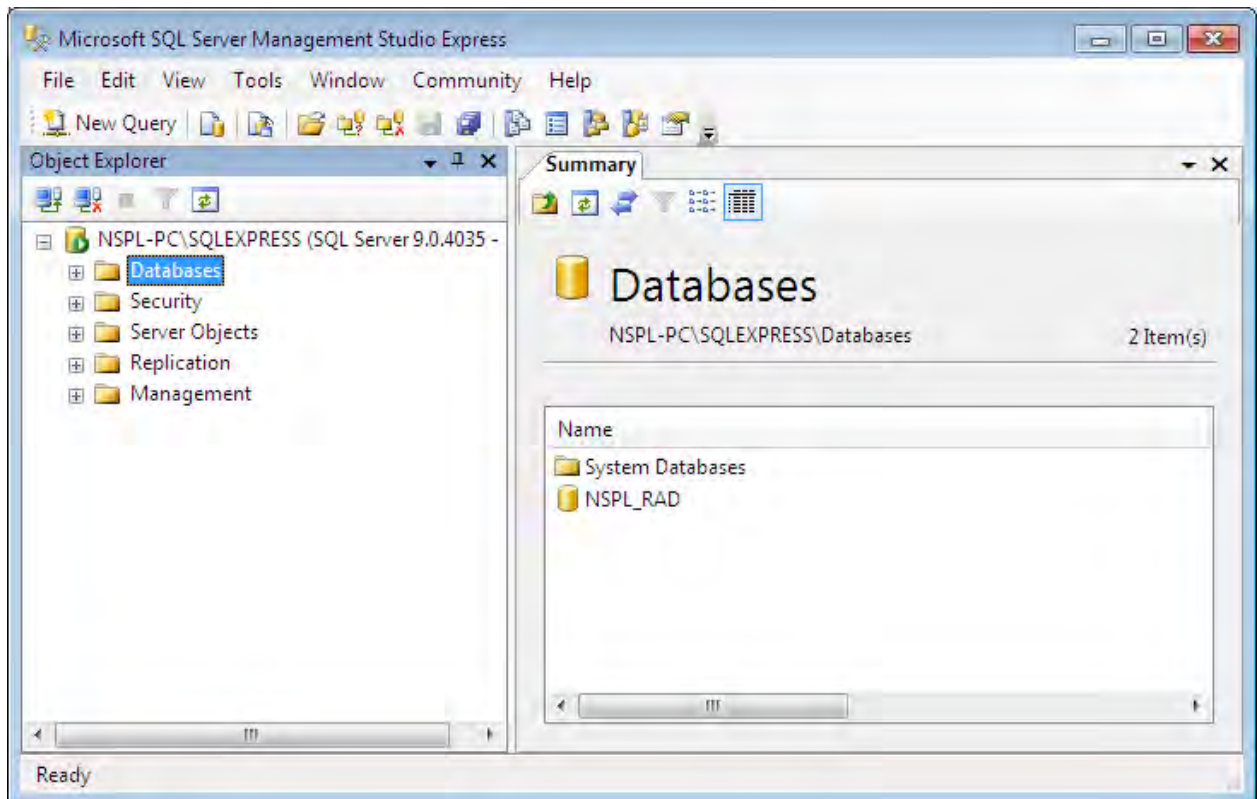 Microsoft SQL Server Management Studio Express
File Edit View Tools Window Community Help
New Query
Object Explorer
Summary
NSPL-PC\SQLEXPRESS (SQL Server 9.0.4035 -
Databases
Security
Server Objects
Replication
Management
Databases
NSPL-PC\SQLEXPRESS\Databases
2 Item(s)
Name
System Databases
NSPL_RAD
Ready